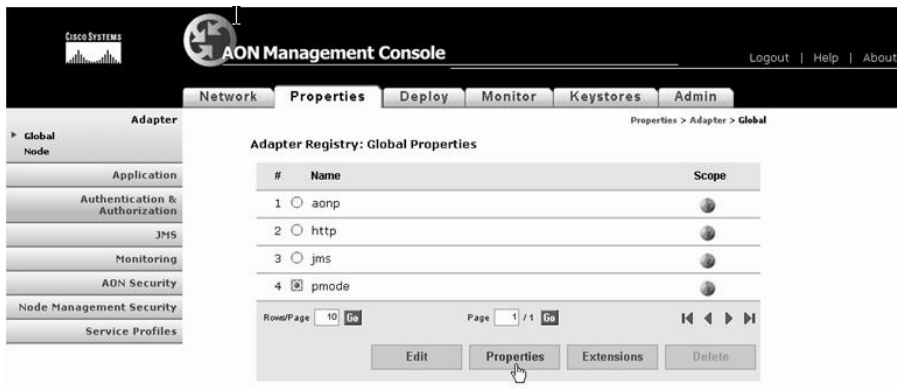 CISCO SYSTEMS
AON Management Console
Logout | Help | About
Network Properties Deploy Monitor Keystores Admin
Adapter
Global
Node
Application
Authentication &
Authorization
JMS
Monitoring
AON Security
Node Management Security
Service Profiles
Properties > Adapter > Global
Adapter Registry: Global Properties
# Name Scope
1 aonp
2 http
3 jms
4 pmode
Rows/Page 10 Go Page 1 / 1 Go
Edit Properties Extensions Delete